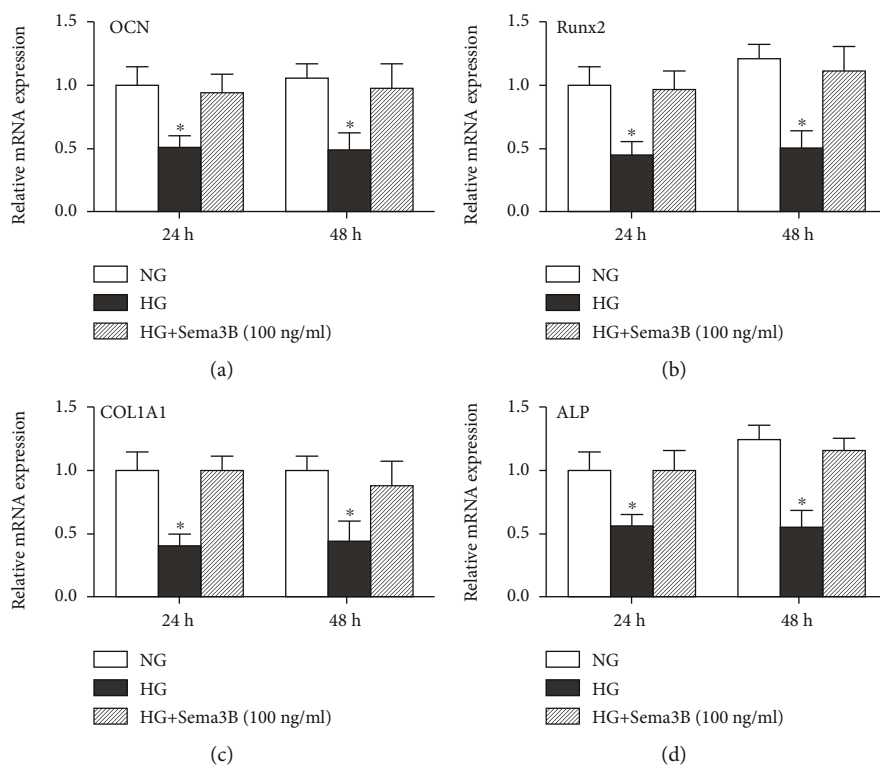 OCN
Relative mRNA expression
1.5
1.0
0.5
0.0
*
*
24 h
48 h
NG
HG
HG+Sema3B (100 ng/ml)
(a)
Runx2
Relative mRNA expression
1.5
1.0
0.5
0.0
*
*
24 h
48 h
NG
HG
HG+Sema3B (100 ng/ml)
(b)
COL1A1
Relative mRNA expression
1.5
1.0
0.5
0.0
*
*
24 h
48 h
NG
HG
HG+Sema3B (100 ng/ml)
(c)
ALP
Relative mRNA expression
1.5
1.0
0.5
0.0
*
*
24 h
48 h
NG
HG
HG+Sema3B (100 ng/ml)
(d)